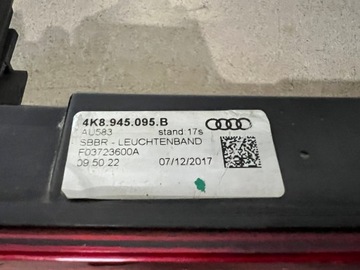 4K8.945.095.B
AU583 stand:17s
SBBR - LEUCHTENBAND
F03723600A
09:50:22 07/12/2017